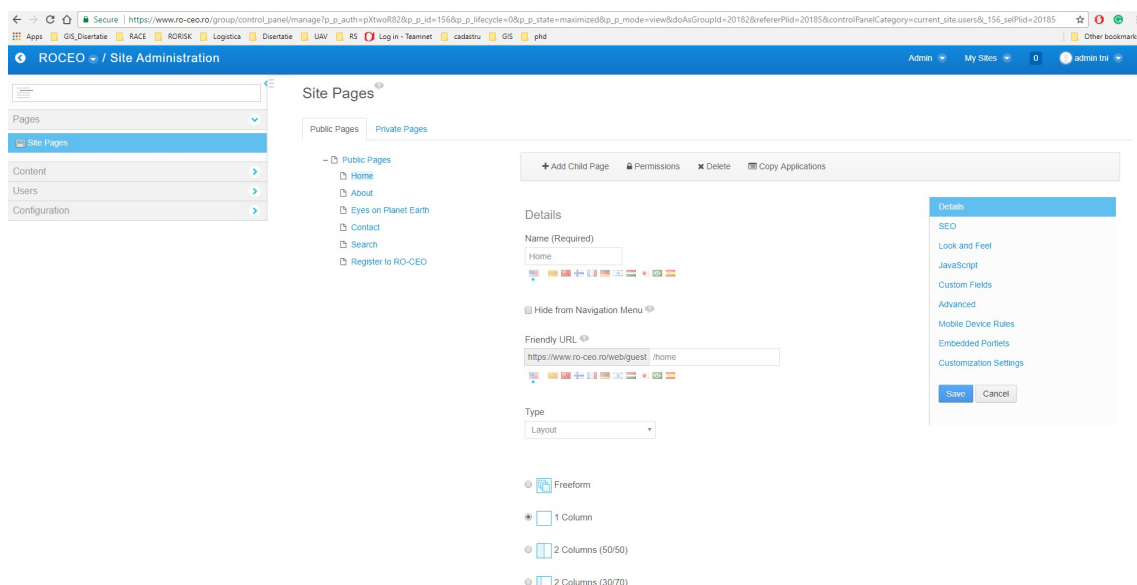 Secure | https://www.ro-ceo.ro/group/control_panel/manage?p_p_auth=pXtwoR82&p_p_id=156&p_p_lifecycle=0&p_p_state=maximized&p_p_mode=view&doAsGroupId=20182&refererPlid=20185&controlPanelCategory=current_site.users&_156_selPlid=20185
Apps GIS_Disertatie RACE RORISK Logistica Disertatie UAV RS Log in - Teamnet cadastru GIS phd Other bookmark
ROCEO / Site Administration Admin My Sites 0 admin tni
Site Pages
Pages
Public Pages Private Pages
Site Pages
Content
Users
Configuration
Public Pages
Home
About
Eyes on Planet Earth
Contact
Search
Register to RO-CEO
+ Add Child Page Permissions × Delete Copy Applications
Details
Name (Required)
Home
Hide from Navigation Menu
Friendly URL
https://www.ro-ceo.ro/web/guest /home
Type
Layout
Freeform
1 Column
2 Columns (50/50)
2 Columns (30/70)
Details
SEO
Look and Feel
JavaScript
Custom Fields
Advanced
Mobile Device Rules
Embedded Portlets
Customization Settings
Save Cancel